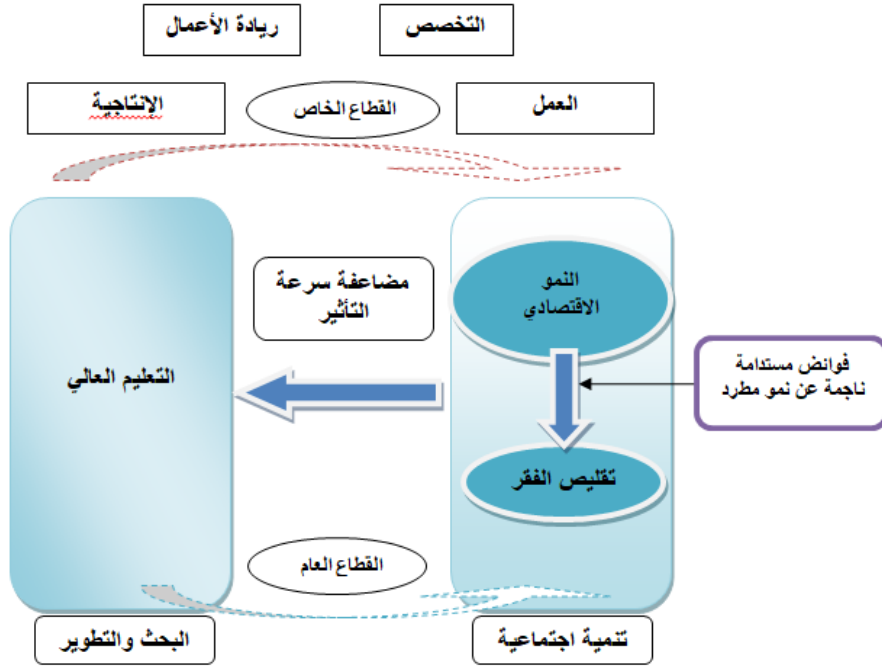 التخصص
ريادة الأعمال
العمل
القطاع الخاص
الإنتاجية
النمو
الاقتصادي
مضاعفة سرعة
التأثير
فوائض مستدامة
ناجمة عن نمو مطرد
التعليم العالي
تقليص الفقر
القطاع العام
تنمية اجتماعية
البحث والتطوير